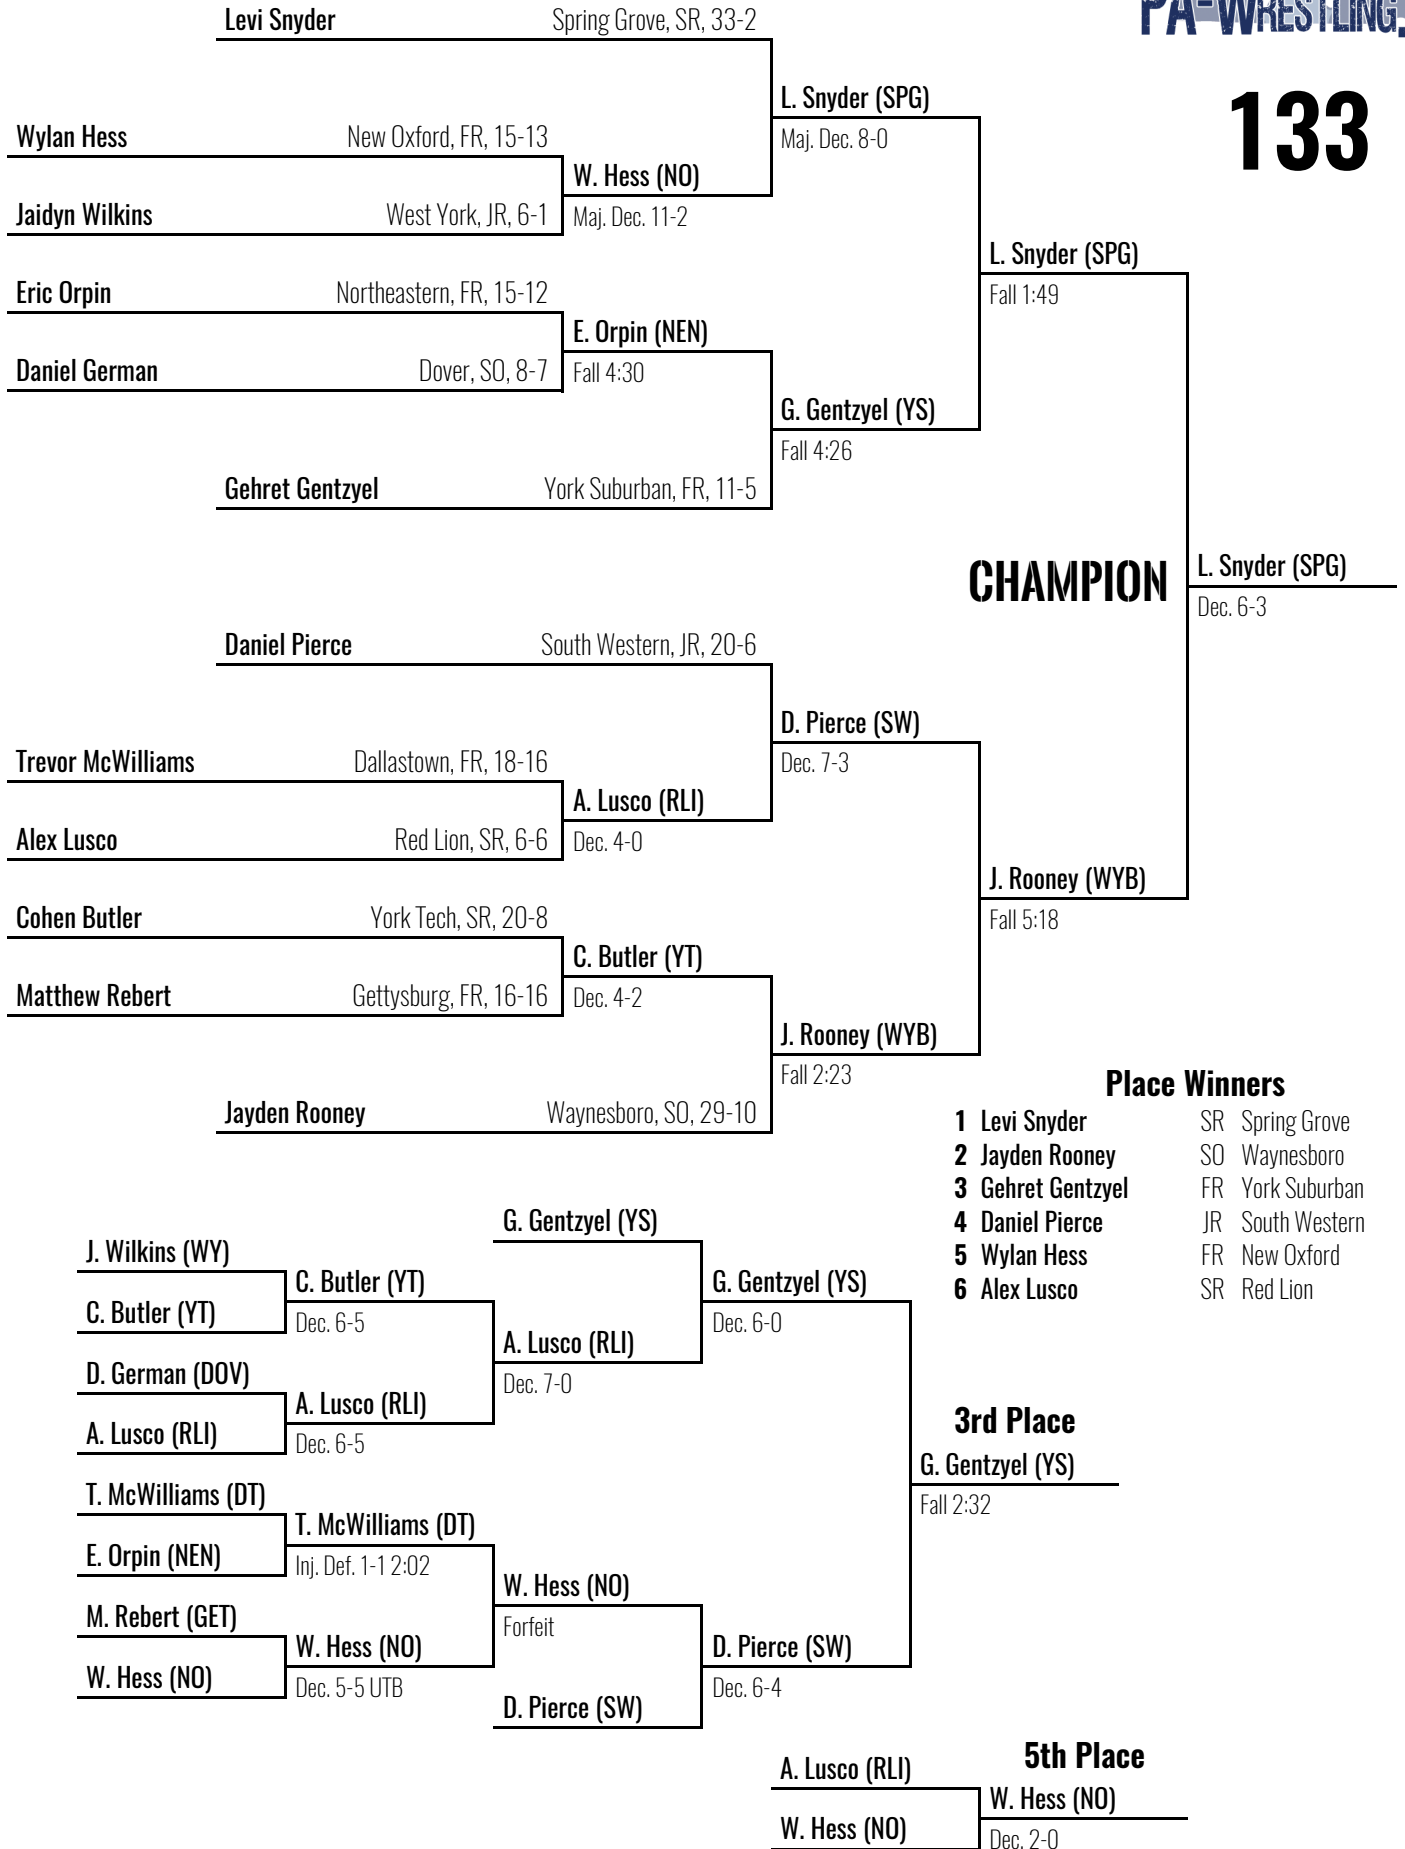 PA-WRESTLING.
133
Levi Snyder Spring Grove, SR, 33-2
L. Snyder (SPG)
Maj. Dec. 8-0
Wylan Hess New Oxford, FR, 15-13
W. Hess (NO)
Maj. Dec. 11-2
Jaidyn Wilkins West York, JR, 6-1
L. Snyder (SPG)
Fall 1:49
Eric Orpin Northeastern, FR, 15-12
E. Orpin (NEN)
Fall 4:30
Daniel German Dover, SO, 8-7
G. Gentzyel (YS)
Fall 4:26
Gehret Gentzyel York Suburban, FR, 11-5
CHAMPION
L. Snyder (SPG)
Dec. 6-3
Daniel Pierce South Western, JR, 20-6
D. Pierce (SW)
Dec. 7-3
Trevor McWilliams Dallastown, FR, 18-16
A. Lusco (RLI)
Dec. 4-0
Alex Lusco Red Lion, SR, 6-6
J. Rooney (WYB)
Fall 5:18
Cohen Butler York Tech, SR, 20-8
C. Butler (YT)
Dec. 4-2
Matthew Rebert Gettysburg, FR, 16-16
J. Rooney (WYB)
Fall 2:23
Jayden Rooney Waynesboro, SO, 29-10
Place Winners
1 Levi Snyder SR Spring Grove
2 Jayden Rooney SO Waynesboro
3 Gehret Gentzyel FR York Suburban
4 Daniel Pierce JR South Western
5 Wylan Hess FR New Oxford
6 Alex Lusco SR Red Lion
G. Gentzyel (YS)
J. Wilkins (WY)
C. Butler (YT)
Dec. 6-5
C. Butler (YT)
G. Gentzyel (YS)
Dec. 6-0
A. Lusco (RLI)
Dec. 7-0
D. German (DOV)
A. Lusco (RLI)
Dec. 6-5
A. Lusco (RLI)
3rd Place
G. Gentzyel (YS)
Fall 2:32
T. McWilliams (DT)
T. McWilliams (DT)
Inj. Def. 1-1 2:02
E. Orpin (NEN)
W. Hess (NO)
Forfeit
M. Rebert (GET)
W. Hess (NO)
Dec. 5-5 UTB
W. Hess (NO)
D. Pierce (SW)
Dec. 6-4
D. Pierce (SW)
5th Place
A. Lusco (RLI)
W. Hess (NO)
Dec. 2-0
W. Hess (NO)